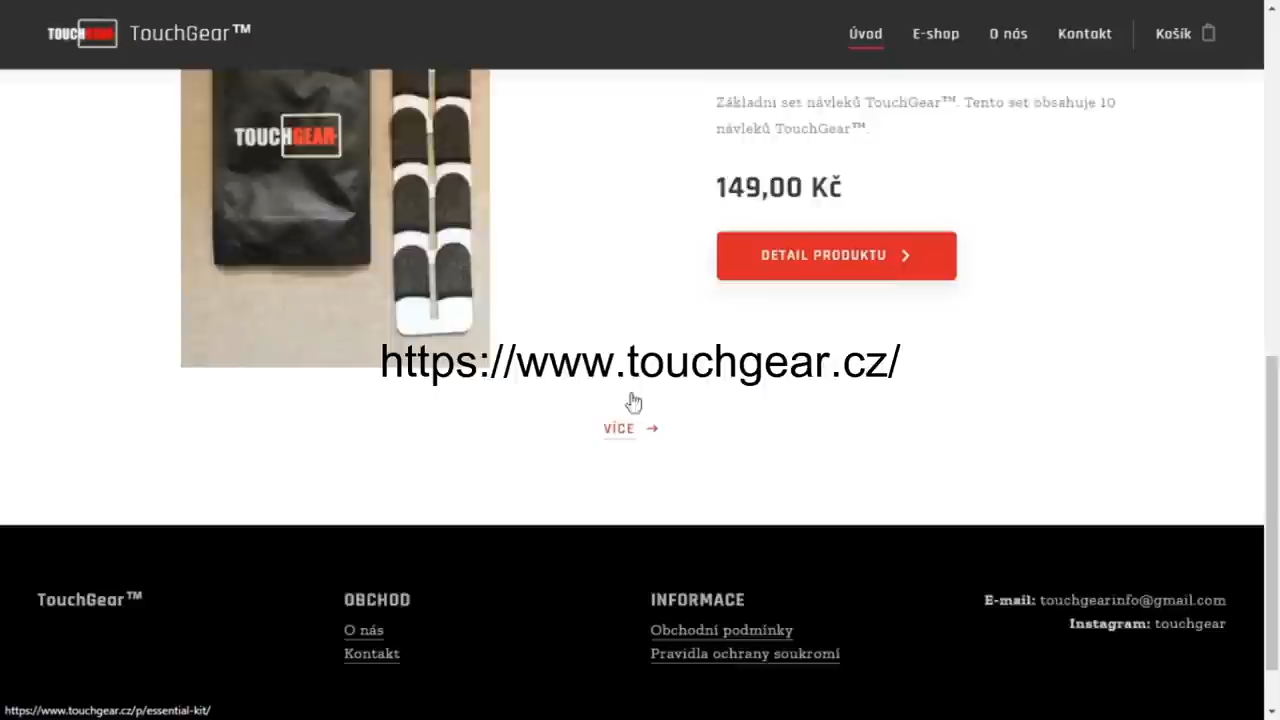 TOUCHGEAR TouchGear™
Úvod E-shop O nás Kontakt Košík
TOUCHGEAR
Základní set návleků TouchGear™. Tento set obsahuje 10
návleků TouchGear™.
149,00 Kč
DETAIL PRODUKTU
https://www.touchgear.cz/
VÍCE →
TouchGear™
OBCHOD
O nás
Kontakt
INFORMACE
Obchodní podmínky
Pravidla ochrany soukromí
E-mail: touchgearinfo@gmail.com
Instagram: touchgear
https://www.touchgear.cz/p/essential-kit/